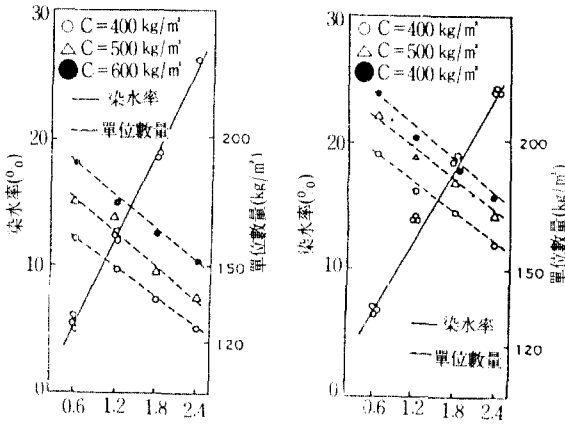 30
○ C=400 kg/m³
△ C=500 kg/m³
● C=600 kg/m³
染水率
單位數量
20
10
0
染水率(%)
200
150
120
單位數量(kg/m³)
0.6 1.2 1.8 2.4
30
○ C=400 kg/m³
△ C=500 kg/m³
● C=400 kg/m³
20
10
0
染水率(%)
200
150
120
單位數量(kg/m³)
染水率
單位數量
0.6 1.2 1.8 2.4